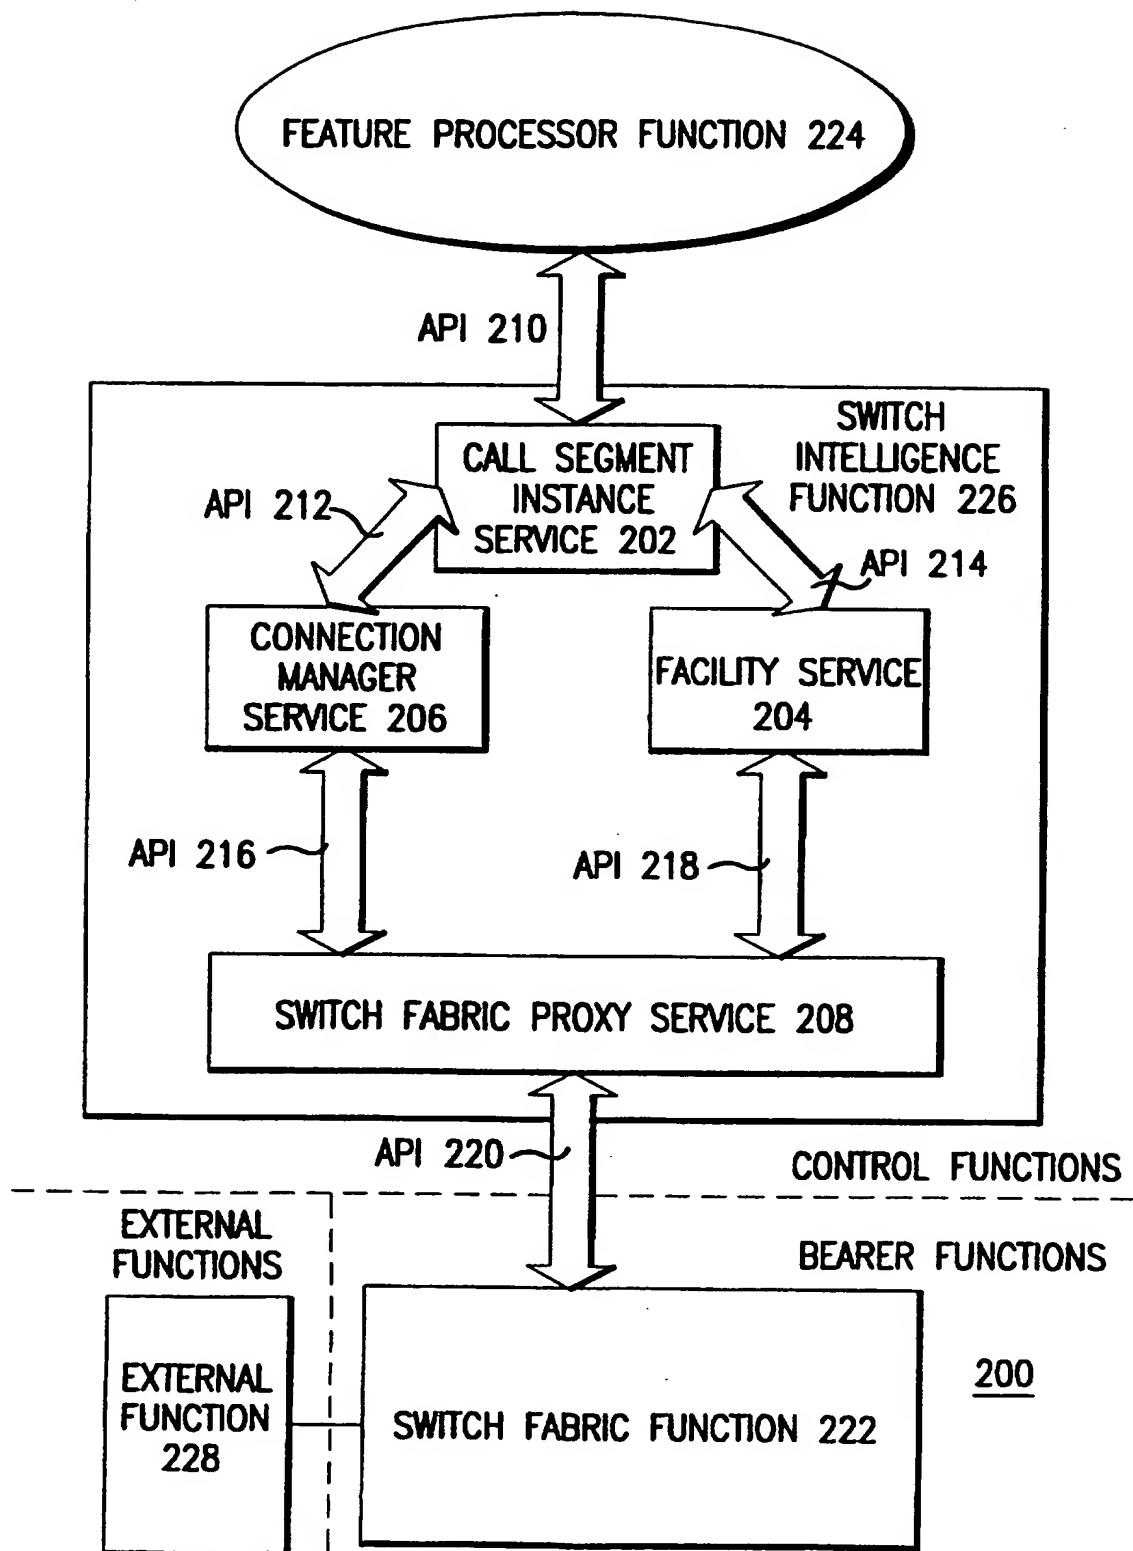 FEATURE PROCESSOR FUNCTION 224
API 210
SWITCH
INTELLIGENCE
FUNCTION 226
CALL SEGMENT
INSTANCE
SERVICE 202
API 212
API 214
CONNECTION
MANAGER
SERVICE 206
FACILITY SERVICE
204
API 216
API 218
SWITCH FABRIC PROXY SERVICE 208
API 220
CONTROL FUNCTIONS
EXTERNAL
FUNCTIONS
BEARER FUNCTIONS
EXTERNAL
FUNCTION
228
SWITCH FABRIC FUNCTION 222
200